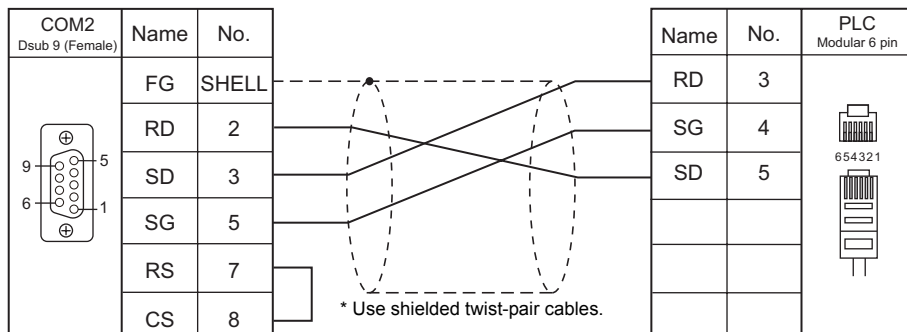 COM2
Dsub 9 (Female)
Name No.
FG SHELL
RD 2
SD 3
SG 5
RS 7
CS 8
9
5
6
1
* Use shielded twist-pair cables.
Name No.
PLC
Modular 6 pin
RD 3
SG 4
SD 5
654321